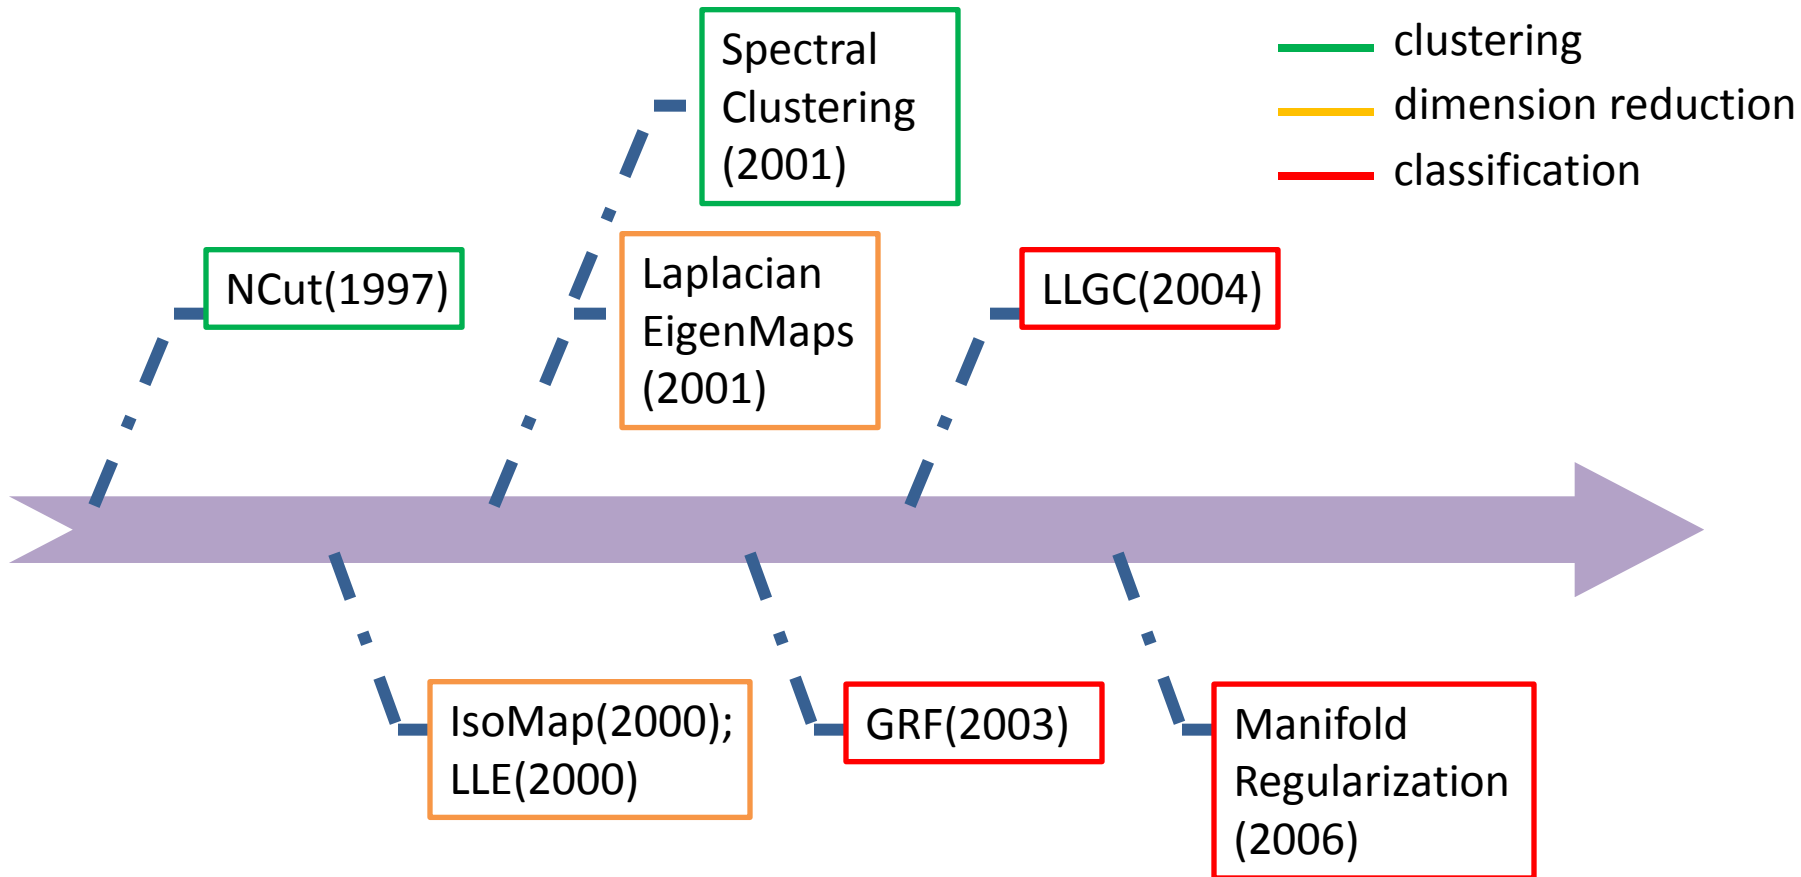 Spectral
Clustering
(2001)
clustering
dimension reduction
classification
NCut(1997)
Laplacian
EigenMaps
(2001)
LLGC(2004)
IsoMap(2000);
LLE(2000)
GRF(2003)
Manifold
Regularization
(2006)